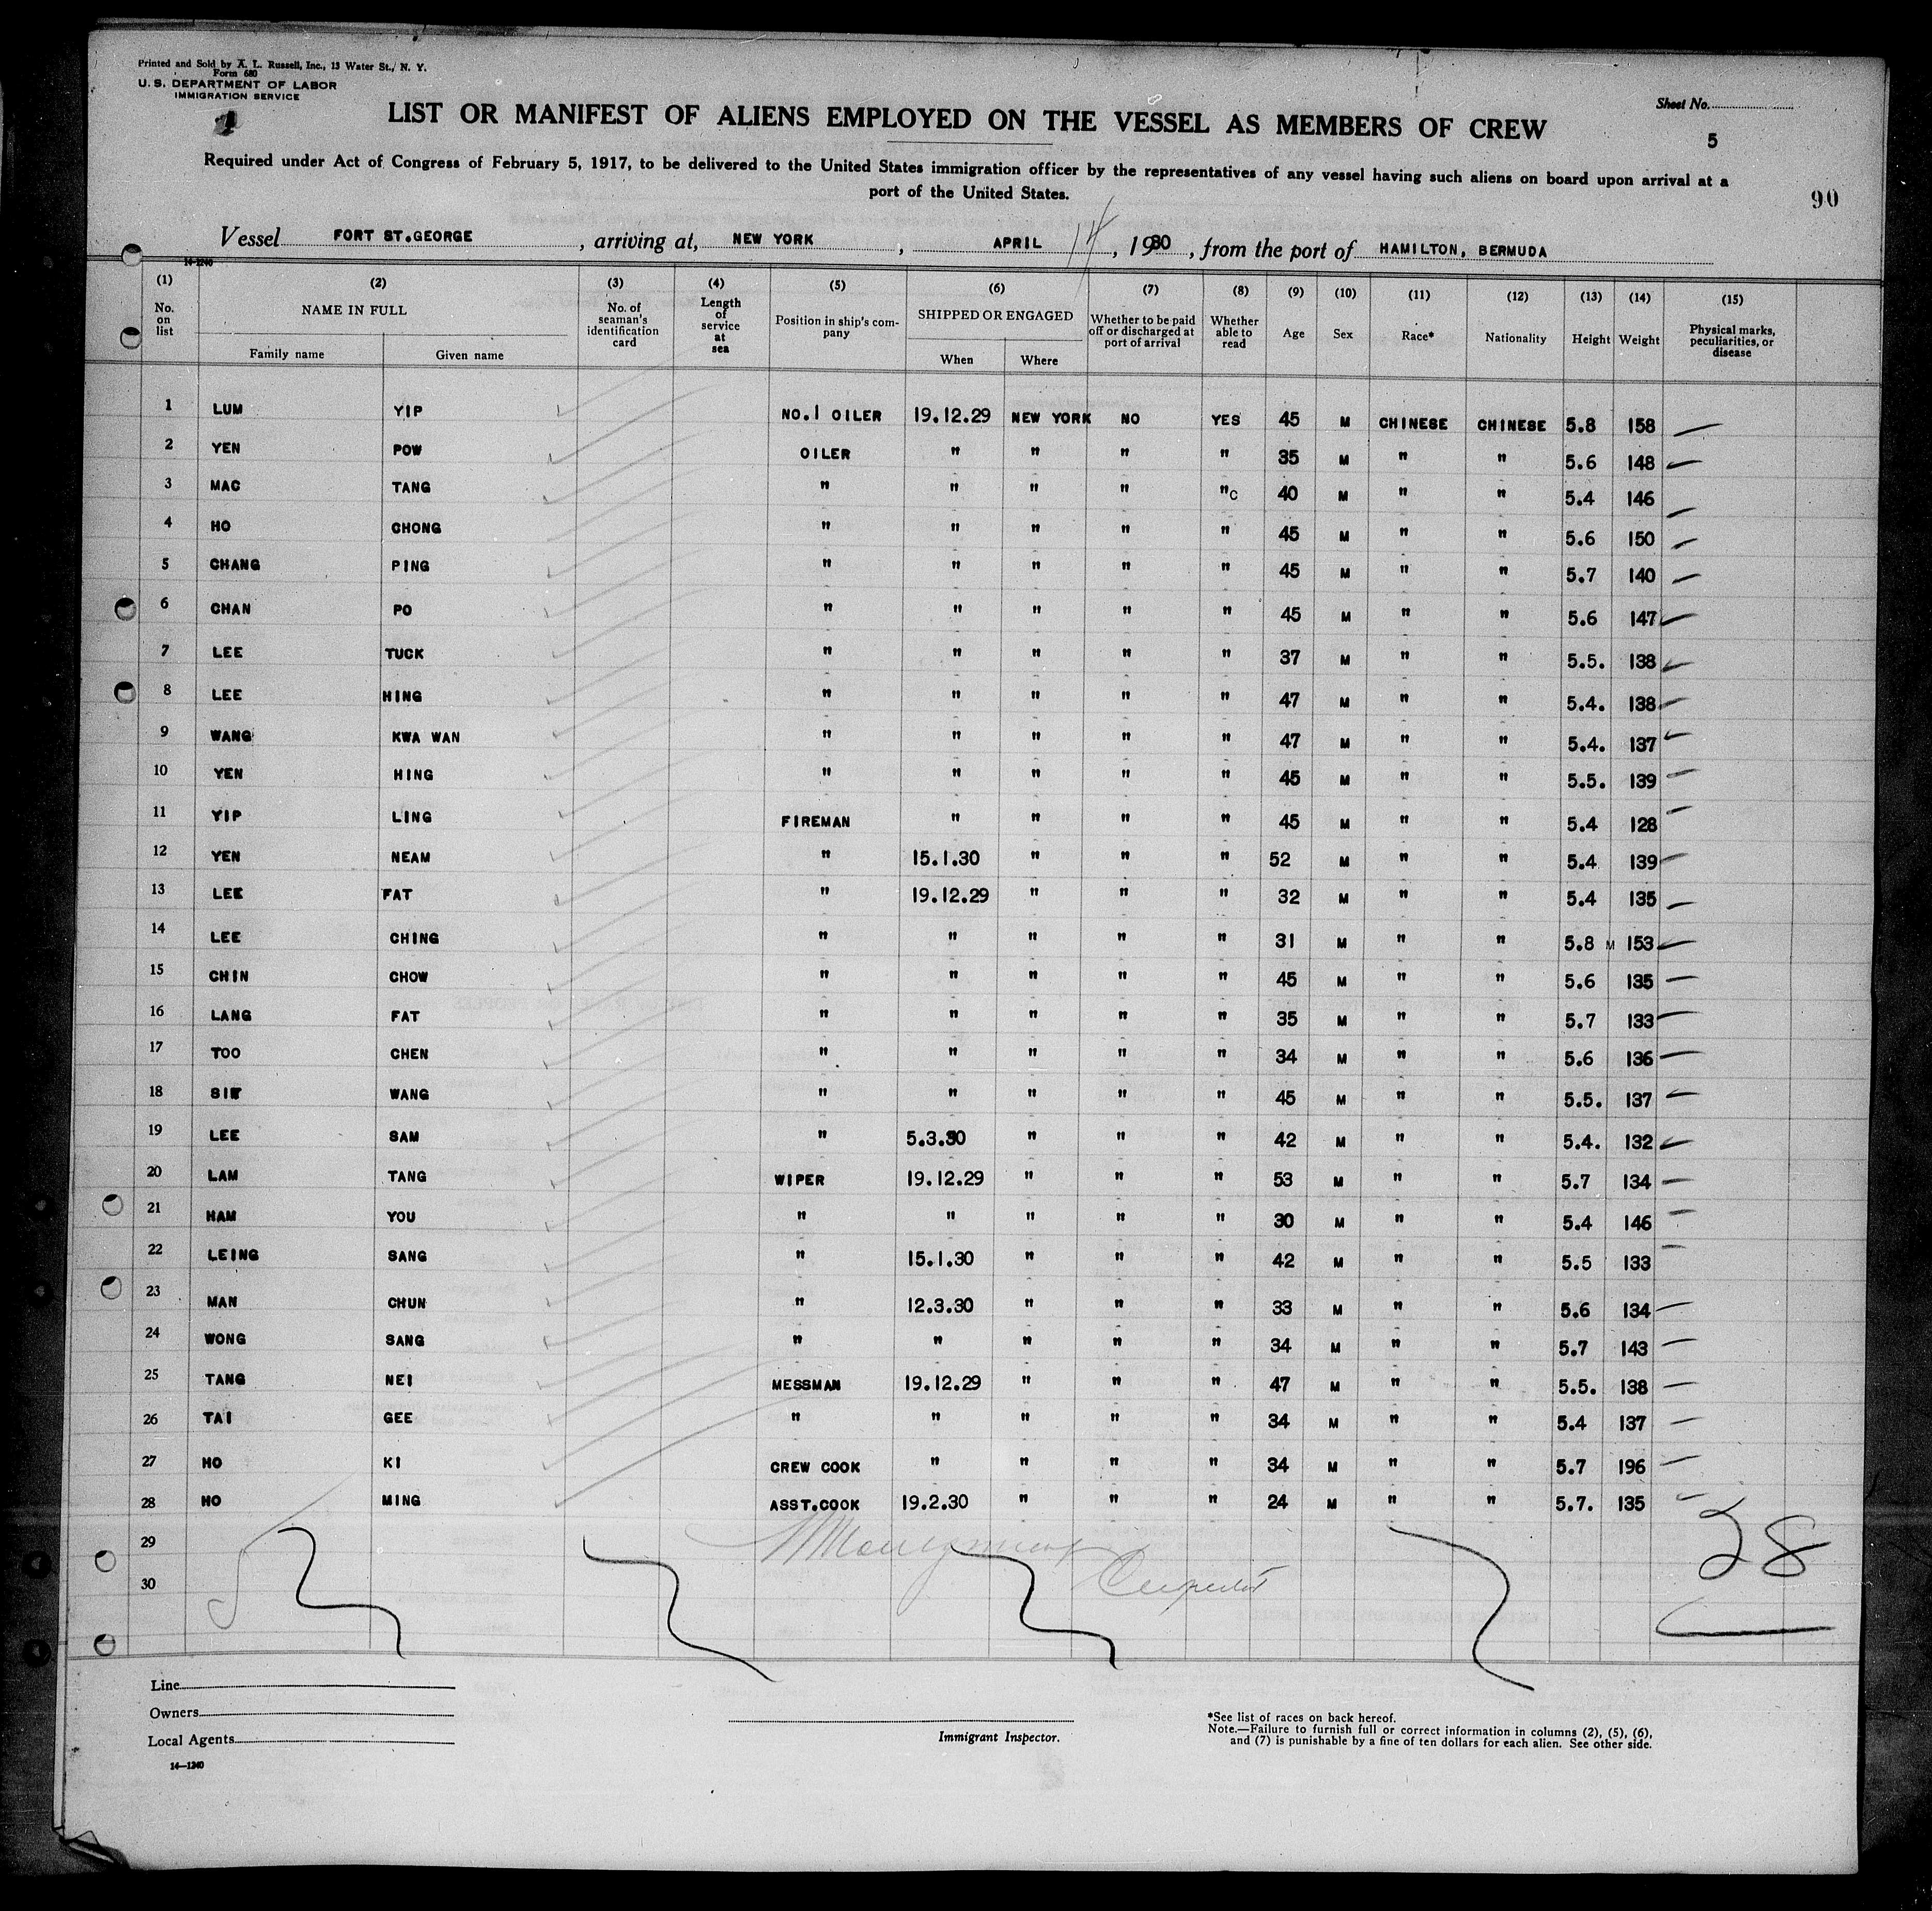 Printed and Sold by A. L. Russell, Inc., 13 Water St., N. Y.
Form 680
U. S. DEPARTMENT OF LABOR
IMMIGRATION SERVICE
Sheet No.
LIST OR MANIFEST OF ALIENS EMPLOYED ON THE VESSEL AS MEMBERS OF CREW
5
Required under Act of Congress of February 5, 1917, to be delivered to the United States immigration officer by the representatives of any vessel having such aliens on board upon arrival at a
port of the United States.
90
Vessel FORT ST.GEORGE , arriving at, NEW YORK , APRIL 14 , 1930 , from the port of HAMILTON, BERMUDA
14-1240
(1) (2) (3) (4) (5) (6) (7) (8) (9) (10) (11) (12) (13) (14) (15)
No. on list NAME IN FULL Family name Given name No. of seaman's identification card Length of service at sea Position in ship's company SHIPPED OR ENGAGED When Where Whether to be paid off or discharged at port of arrival Whether able to read Age Sex Race* Nationality Height Weight Physical marks, peculiarities, or disease
1 LUM YIP NO.1 OILER 19.12.29 NEW YORK NO YES 45 M CHINESE CHINESE 5.8 158
2 YEN POW OILER " " " " 35 M " " 5.6 148
3 MAC TANG " " " " "C 40 M " " 5.4 146
4 HO CHONG " " " " " 45 M " " 5.6 150
5 CHANG PING " " " " " 45 M " " 5.7 140
6 CHAN PO " " " " " 45 M " " 5.6 147
7 LEE TUCK " " " " " 37 M " " 5.5. 138
8 LEE HING " " " " " 47 M " " 5.4. 138
9 WANG KWA WAN " " " " " 47 M " " 5.4. 137
10 YEN HING " " " " " 45 M " " 5.5. 139
11 YIP LING FIREMAN " " " " 45 M " " 5.4 128
12 YEN NEAM " 15.1.30 " " " 52 M " " 5.4 139
13 LEE FAT " 19.12.29 " " " 32 M " " 5.4 135
14 LEE CHING " " " " " 31 M " " 5.8 M 153
15 CHIN CHOW " " " " " 45 M " " 5.6 135
16 LANG FAT " " " " " 35 M " " 5.7 133
17 TOO CHEN " " " " " 34 M " " 5.6 136
18 WANG " " " " " 45 M " " 5.5. 137
19 LEE SAM " 5.3.30 " " " 42 M " " 5.4. 132
20 LAM TANG WIPER 19.12.29 " " " 53 M " " 5.7 134
21 HAM YOU " " " " " 30 M " " 5.4 146
22 LEING SANG " 15.1.30 " " " 42 M " " 5.5 133
23 MAN CHUN " 12.3.30 " " " 33 M " " 5.6 134
24 WONG SANG " " " " " 34 M " " 5.7 143
25 TANG NEI MESSMAN 19.12.29 " " " 47 M " " 5.5. 138
26 TAI GEE " " " " " 34 M " " 5.4 137
27 HO KI CREW COOK " " " " 34 M " " 5.7 196
28 HO MING ASST.COOK 19.2.30 " " " 24 M " " 5.7. 135
29
30
28
Line
Owners
Local Agents
14—1240
Immigrant Inspector.
*See list of races on back hereof.
Note.—Failure to furnish full or correct information in columns (2), (5), (6),
and (7) is punishable by a fine of ten dollars for each alien. See other side.